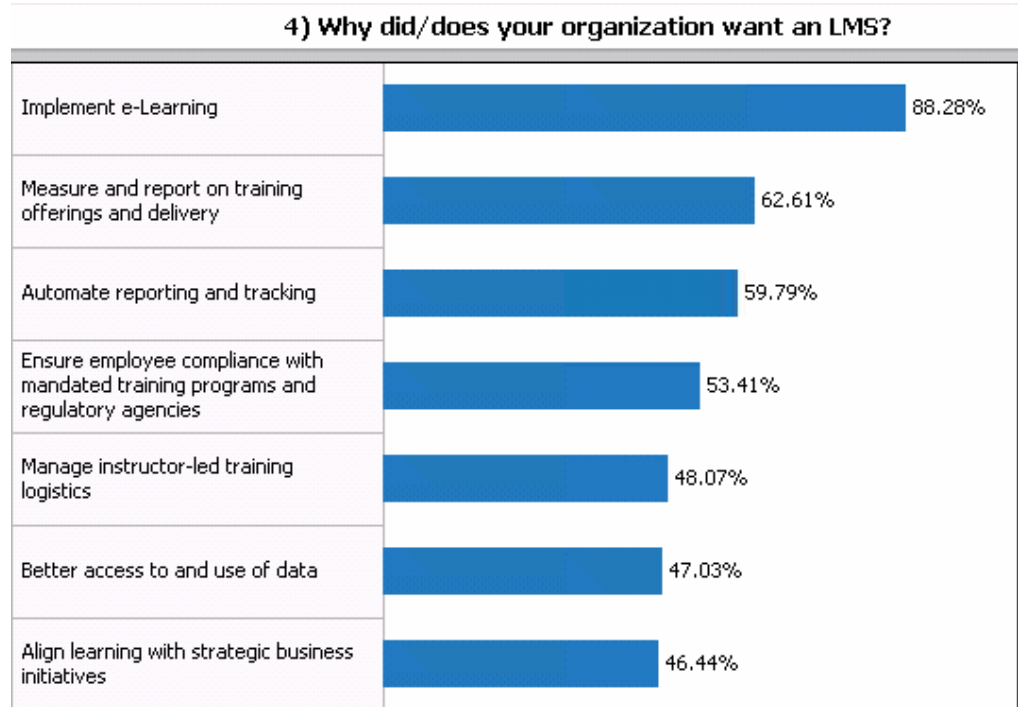 4) Why did/does your organization want an LMS?
Implement e-Learning
88.28%
Measure and report on training
offerings and delivery
62.61%
Automate reporting and tracking
59.79%
Ensure employee compliance with
mandated training programs and
regulatory agencies
53.41%
Manage instructor-led training
logistics
48.07%
Better access to and use of data
47.03%
Align learning with strategic business
initiatives
46.44%